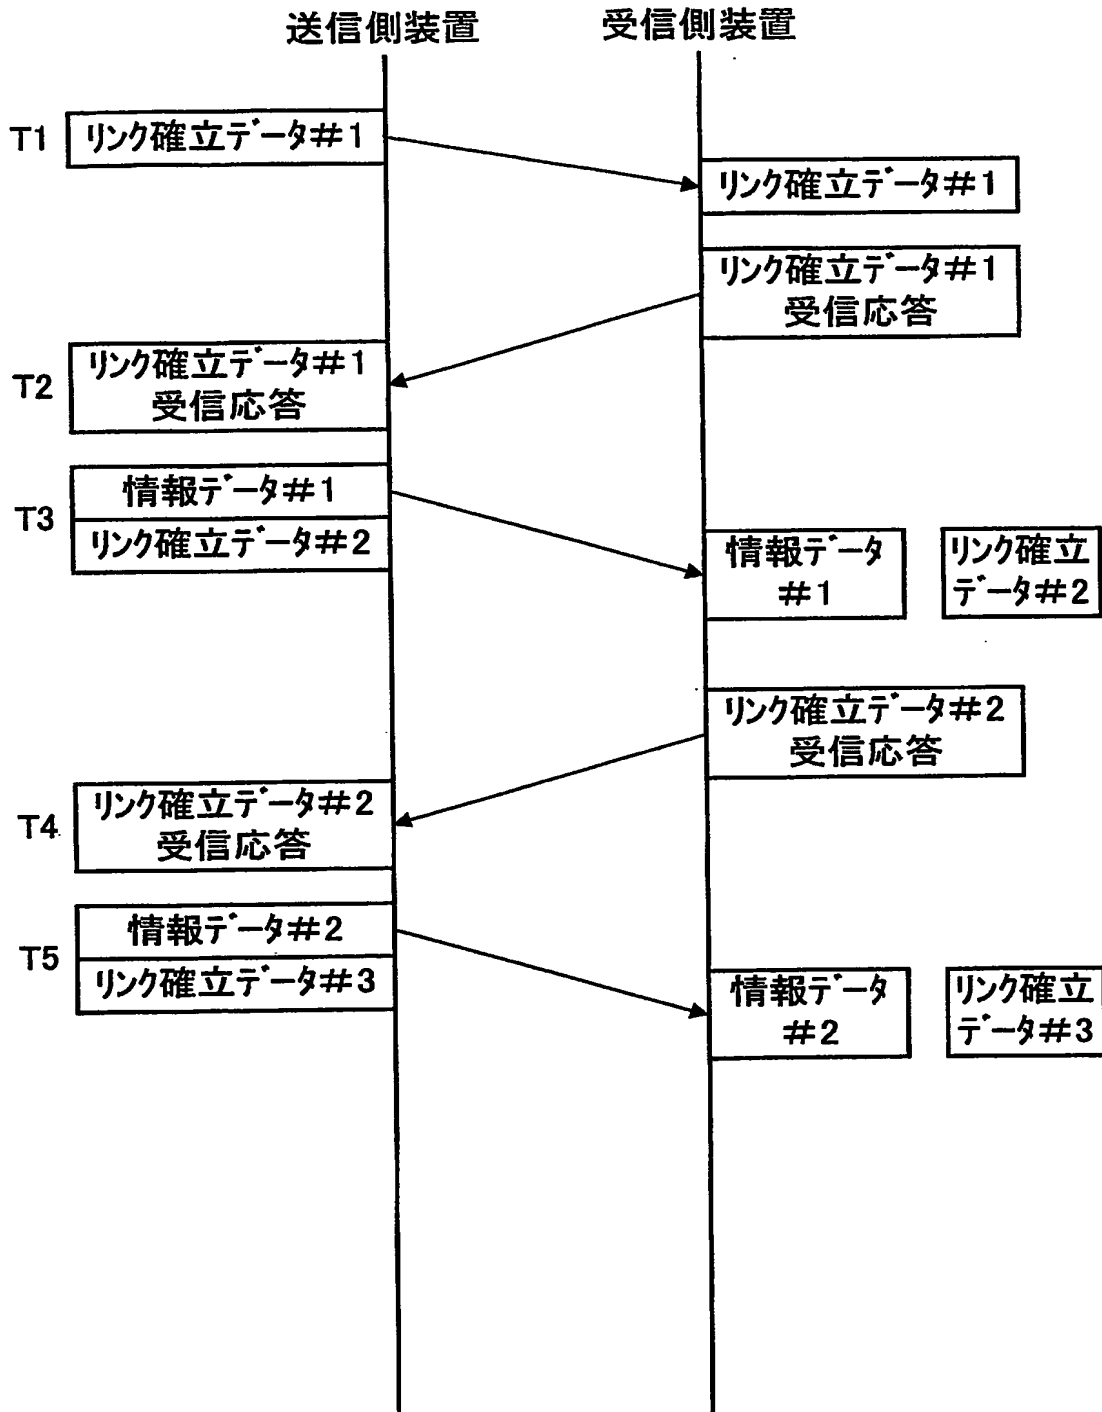 送信側装置
受信側装置
T1
リンク確立データ#1
リンク確立データ#1
リンク確立データ#1
受信応答
T2
リンク確立データ#1
受信応答
T3
情報データ#1
リンク確立データ#2
情報データ
#1
リンク確立
データ#2
リンク確立データ#2
受信応答
T4
リンク確立データ#2
受信応答
T5
情報データ#2
リンク確立データ#3
情報データ
#2
リンク確立
データ#3